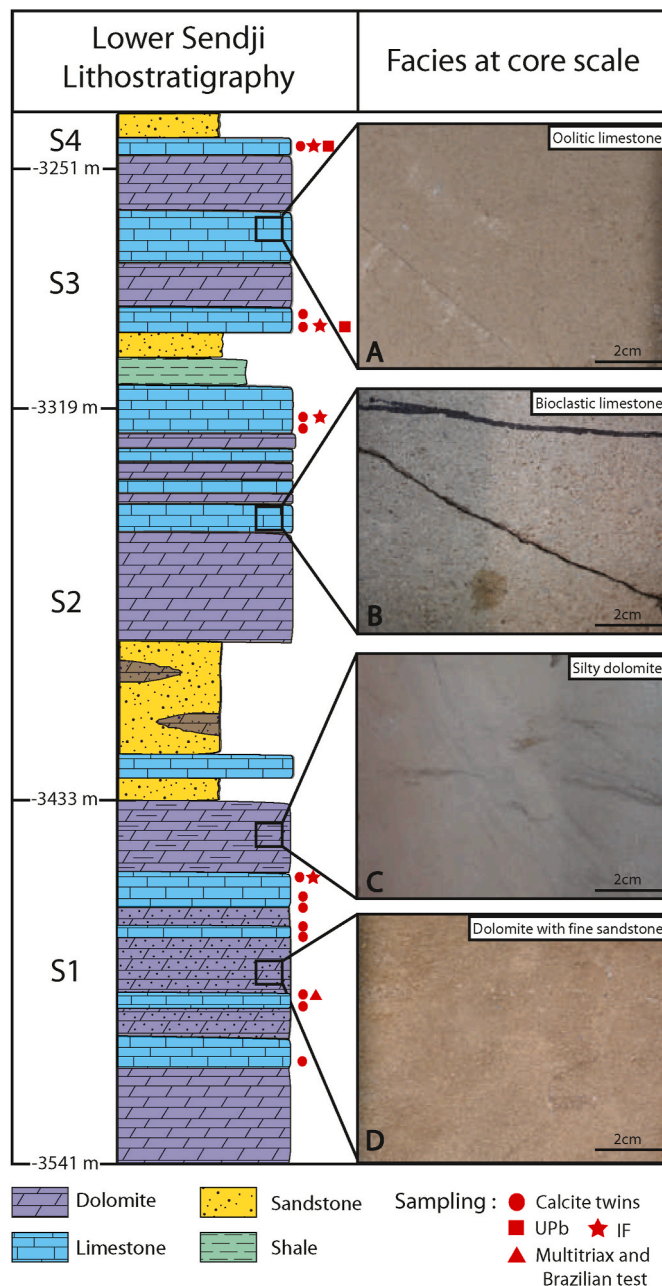 Lower Sendji
Lithostratigraphy
Facies at core scale
S4
-3251 m
S3
-3319 m
S2
-3433 m
S1
-3541 m
Oolitic limestone
A
2cm
Bioclastic limestone
B
2cm
Silty dolomite
C
2cm
Dolomite with fine sandstone
D
2cm
Dolomite
Sandstone
Limestone
Shale
Sampling :
Calcite twins
UPb
IF
Multitriax and
Brazilian test